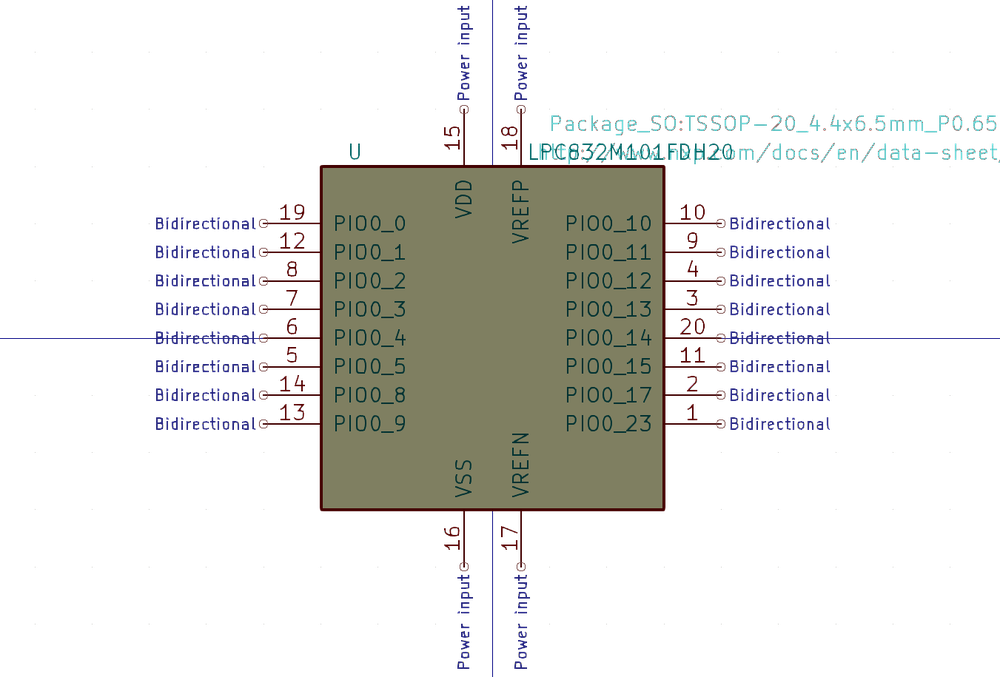 Power input
Power input
15
18
Package_SO:TSSOP-20_4.4x6.5mm_P0.65
U
LPC832M101FDH20
http://www.nxp.com/docs/en/data-sheet/
VDD
VREFP
Bidirectional 19 PIO0_0 PIO0_10 10 Bidirectional
Bidirectional 12 PIO0_1 PIO0_11 9 Bidirectional
Bidirectional 8 PIO0_2 PIO0_12 4 Bidirectional
Bidirectional 7 PIO0_3 PIO0_13 3 Bidirectional
Bidirectional 6 PIO0_4 PIO0_14 20 Bidirectional
Bidirectional 5 PIO0_5 PIO0_15 11 Bidirectional
Bidirectional 14 PIO0_8 PIO0_17 2 Bidirectional
Bidirectional 13 PIO0_9 PIO0_23 1 Bidirectional
VSS
VREFN
16
17
Power input
Power input